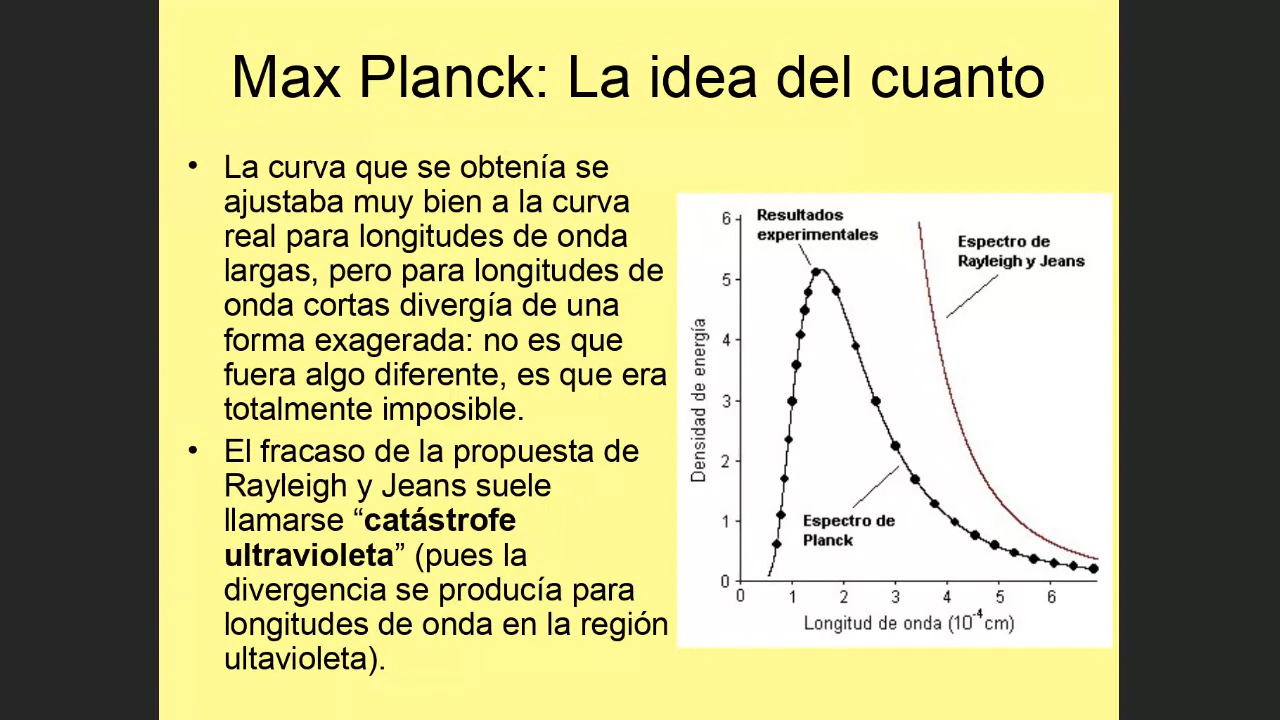 Max Planck: La idea del cuanto
• La curva que se obtenía se
ajustaba muy bien a la curva
real para longitudes de onda
largas, pero para longitudes de
onda cortas divergía de una
forma exagerada: no es que
fuera algo diferente, es que era
totalmente imposible.
• El fracaso de la propuesta de
Rayleigh y Jeans suele
llamarse “catástrofe
ultravioleta” (pues la
divergencia se producía para
longitudes de onda en la región
ultavioleta).
Resultados
experimentales
Espectro de
Rayleigh y Jeans
Espectro de
Planck
Densidad de energía
6
5
4
3
2
1
0
0 1 2 3 4 5 6
Longitud de onda (10⁻⁴cm)